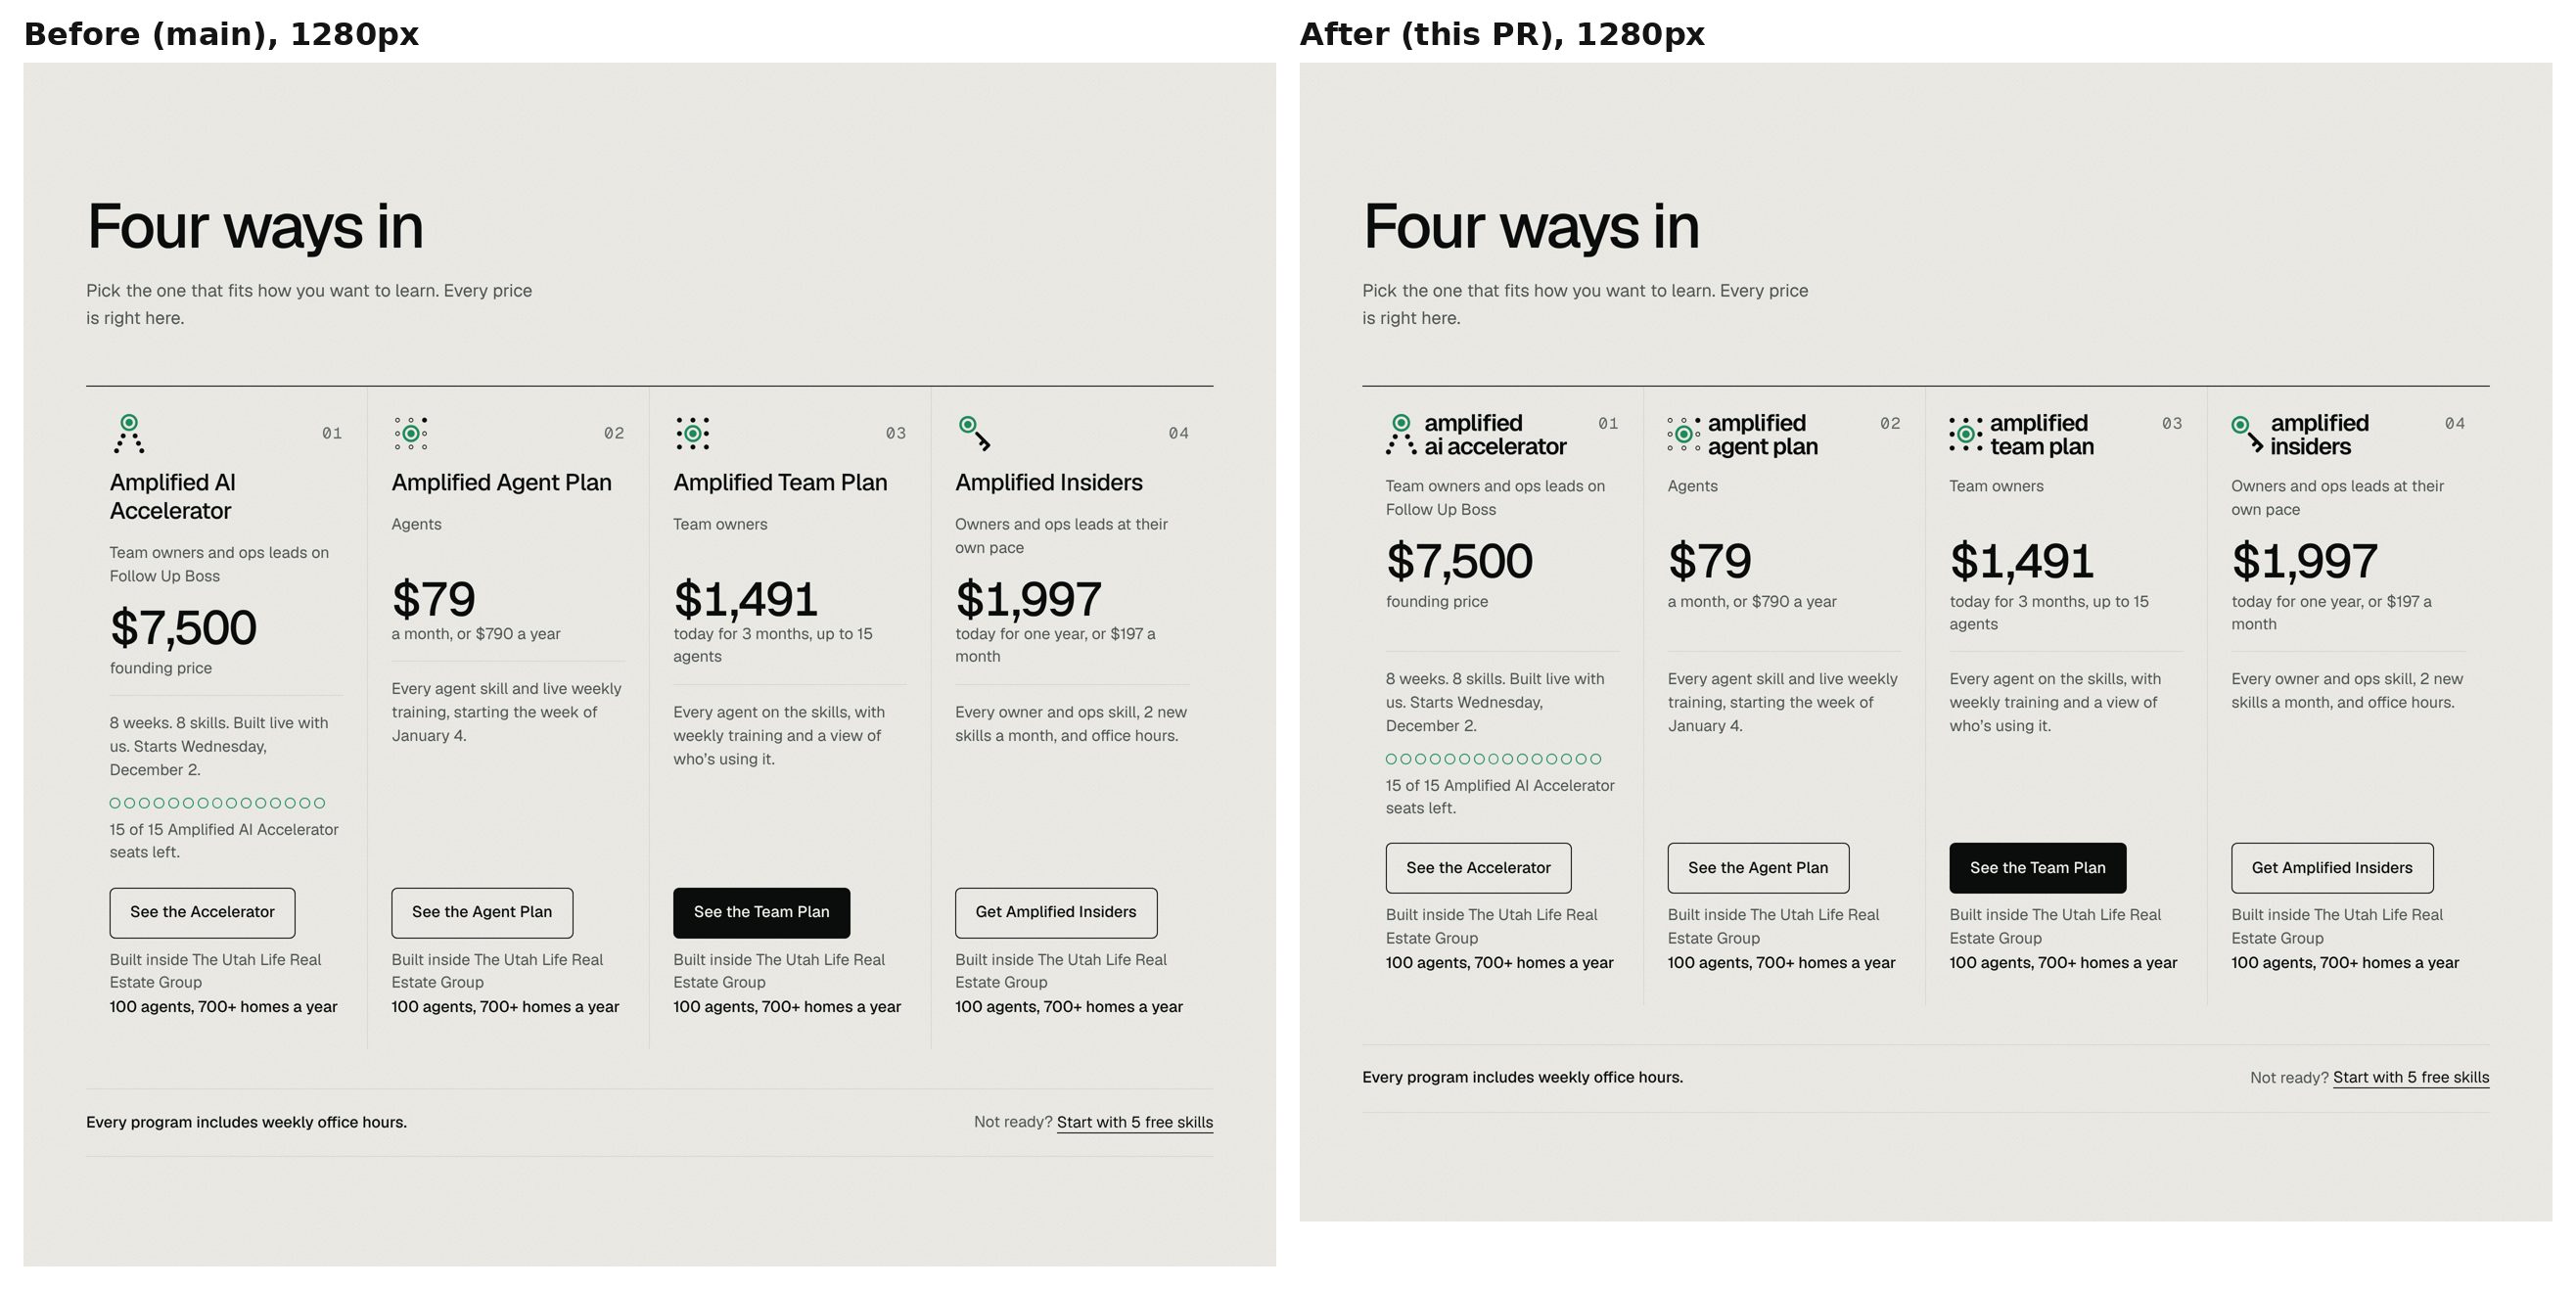 Before (main), 1280px
Four ways in
Pick the one that fits how you want to learn. Every price
is right here.
01
Amplified AI
Accelerator
Team owners and ops leads on
Follow Up Boss
$7,500
founding price
8 weeks. 8 skills. Built live with
us. Starts Wednesday,
December 2.
15 of 15 Amplified AI Accelerator
seats left.
See the Accelerator
Built inside The Utah Life Real
Estate Group
100 agents, 700+ homes a year
02
Amplified Agent Plan
Agents
$79
a month, or $790 a year
Every agent skill and live weekly
training, starting the week of
January 4.
See the Agent Plan
Built inside The Utah Life Real
Estate Group
100 agents, 700+ homes a year
03
Amplified Team Plan
Team owners
$1,491
today for 3 months, up to 15
agents
Every agent on the skills, with
weekly training and a view of
who's using it.
See the Team Plan
Built inside The Utah Life Real
Estate Group
100 agents, 700+ homes a year
04
Amplified Insiders
Owners and ops leads at their
own pace
$1,997
today for one year, or $197 a
month
Every owner and ops skill, 2 new
skills a month, and office hours.
Get Amplified Insiders
Built inside The Utah Life Real
Estate Group
100 agents, 700+ homes a year
Every program includes weekly office hours.
Not ready? Start with 5 free skills
After (this PR), 1280px
Four ways in
Pick the one that fits how you want to learn. Every price
is right here.
amplified
ai accelerator
01
Team owners and ops leads on
Follow Up Boss
$7,500
founding price
8 weeks. 8 skills. Built live with
us. Starts Wednesday,
December 2.
15 of 15 Amplified AI Accelerator
seats left.
See the Accelerator
Built inside The Utah Life Real
Estate Group
100 agents, 700+ homes a year
amplified
agent plan
02
Agents
$79
a month, or $790 a year
Every agent skill and live weekly
training, starting the week of
January 4.
See the Agent Plan
Built inside The Utah Life Real
Estate Group
100 agents, 700+ homes a year
amplified
team plan
03
Team owners
$1,491
today for 3 months, up to 15
agents
Every agent on the skills, with
weekly training and a view of
who's using it.
See the Team Plan
Built inside The Utah Life Real
Estate Group
100 agents, 700+ homes a year
amplified
insiders
04
Owners and ops leads at their
own pace
$1,997
today for one year, or $197 a
month
Every owner and ops skill, 2 new
skills a month, and office hours.
Get Amplified Insiders
Built inside The Utah Life Real
Estate Group
100 agents, 700+ homes a year
Every program includes weekly office hours.
Not ready? Start with 5 free skills